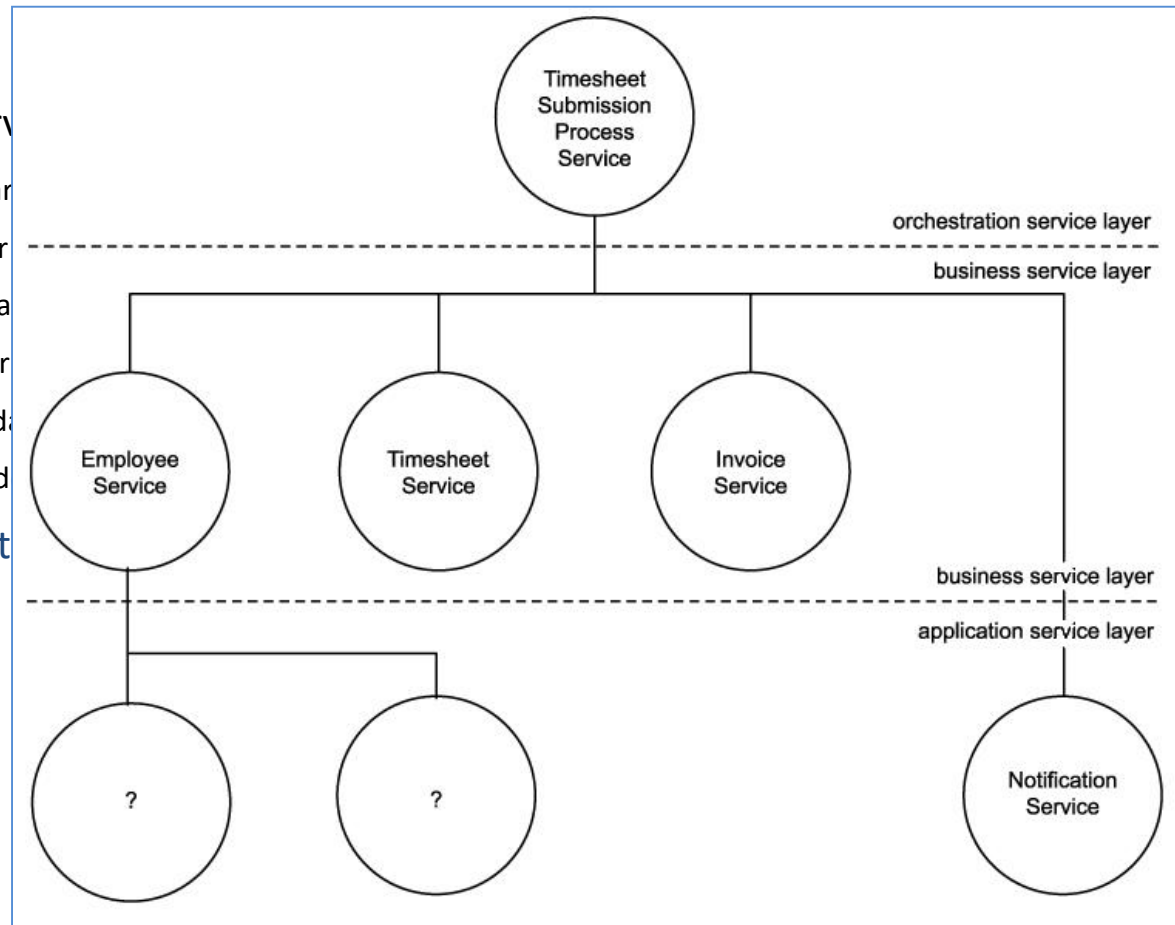 Timesheet
Submission
Process
Service
orchestration service layer
business service layer
Employee
Service
Timesheet
Service
Invoice
Service
business service layer
application service layer
?
?
Notification
Service